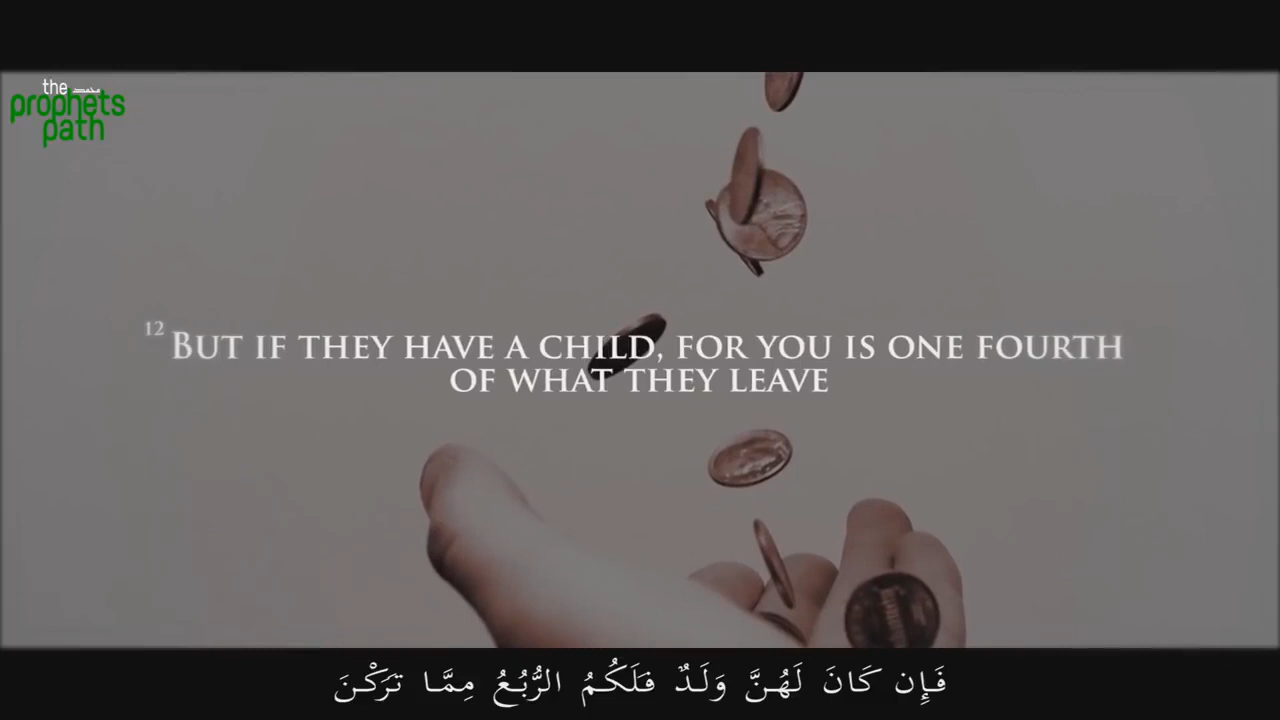 the محمد
prophets
path
12 BUT IF THEY HAVE A CHILD, FOR YOU IS ONE FOURTH
OF WHAT THEY LEAVE
فَإِن كَانَ لَهُنَّ وَلَدٌ فَلَكُمُ الرُّبُعُ مِمَّا تَرَكْنَ